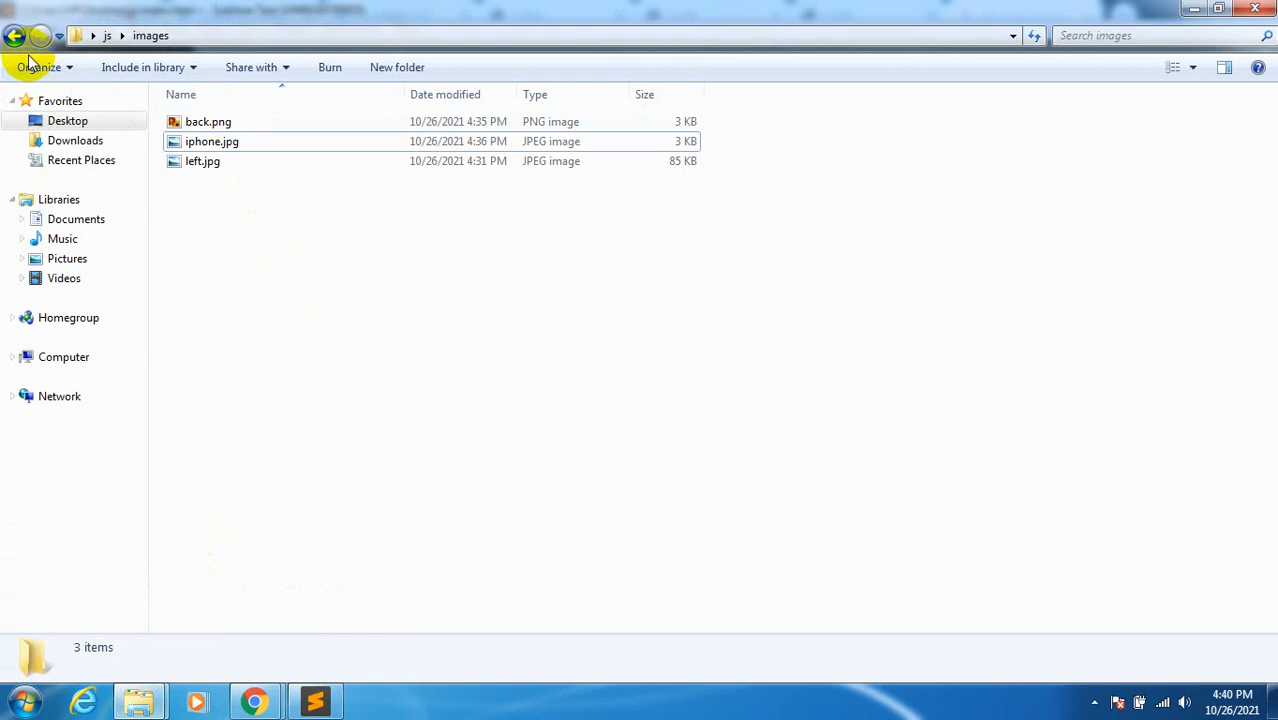 js images
Search images
Organize Include in library Share with Burn New folder
Name Date modified Type Size
Favorites
Desktop
Downloads
Recent Places
Libraries
Documents
Music
Pictures
Videos
Homegroup
Computer
Network
back.png 10/26/2021 4:35 PM PNG image 3 KB
iphone.jpg 10/26/2021 4:36 PM JPEG image 3 KB
left.jpg 10/26/2021 4:31 PM JPEG image 85 KB
3 items
4:40 PM
10/26/2021